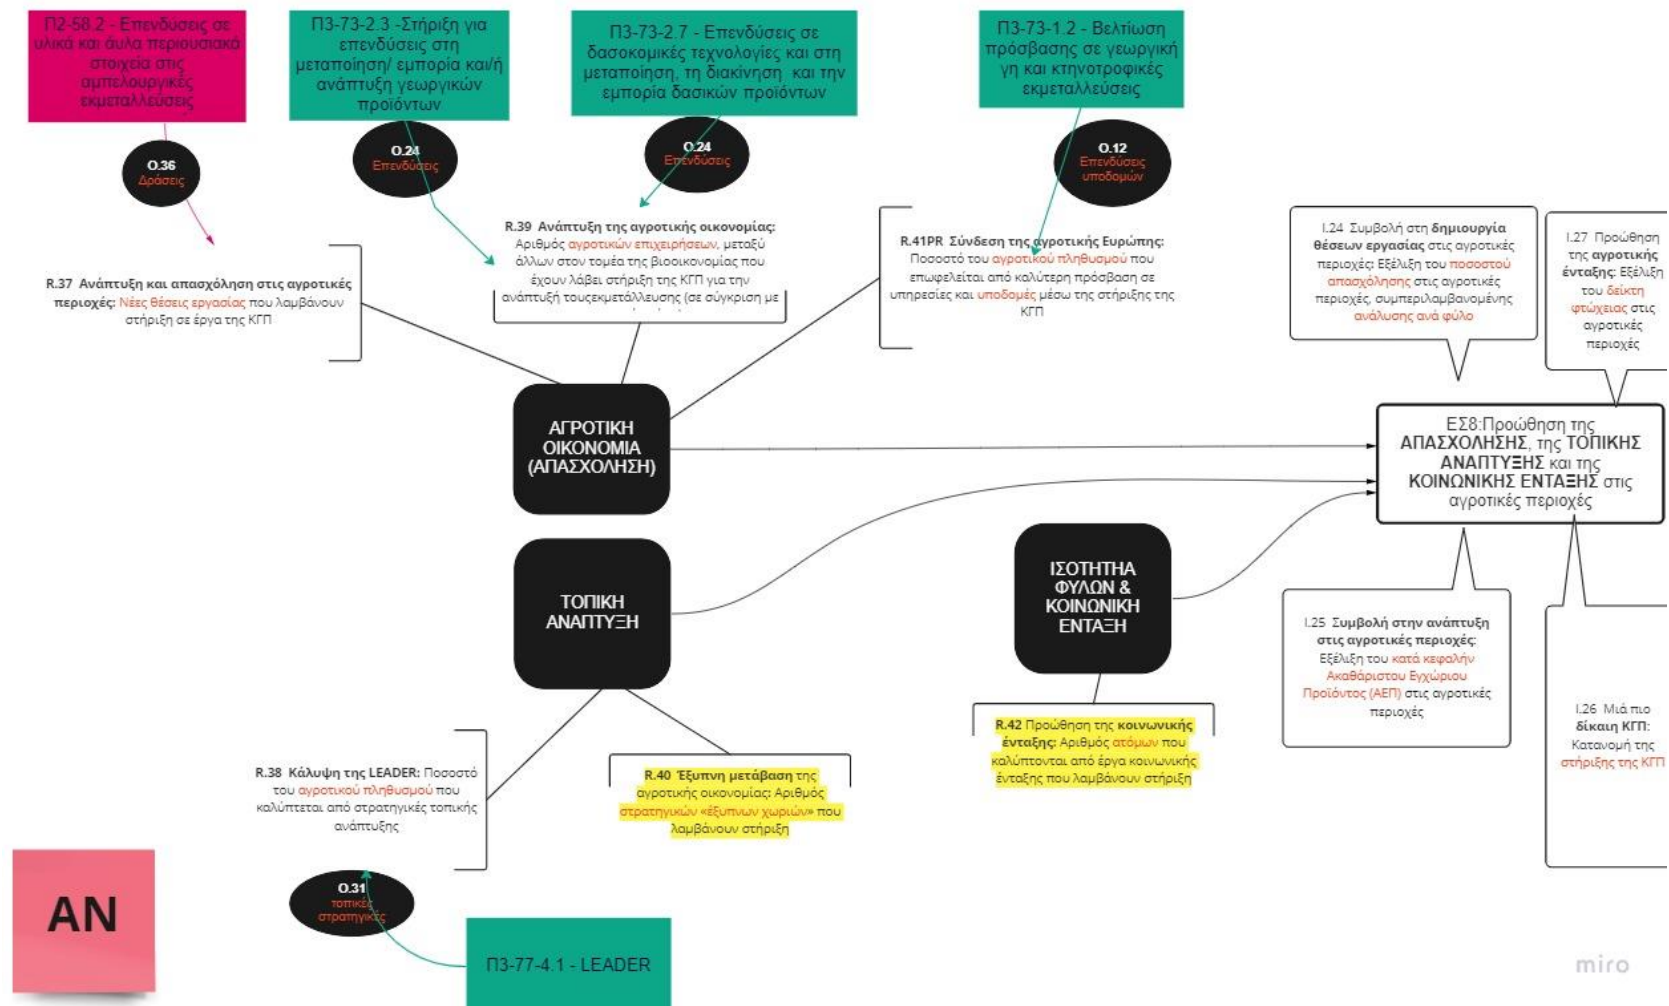 Π2-58.2 - Επενδύσεις σε
υλικά και άυλα περιουσιακά
στοιχεία στις
αμπελουργικές
εκμεταλλεύσεις
Π3-73-2.3 -Στήριξη για
επενδύσεις στη
μεταποίηση/ εμπορία και/ή
ανάπτυξη γεωργικών
προϊόντων
Π3-73-2.7 - Επενδύσεις σε
δασοκομικές τεχνολογίες και στη
μεταποίηση, τη διακίνηση και την
εμπορία δασικών προϊόντων
Π3-73-1.2 - Βελτίωση
πρόσβασης σε γεωργική
γη και κτηνοτροφικές
εκμεταλλεύσεις
O.36
Δράσεις
O.24
Επενδύσεις
O.24
Επενδύσεις
O.12
Επενδύσεις
υποδομών
R.37 Ανάπτυξη και απασχόληση στις αγροτικές
περιοχές: Νέες θέσεις εργασίας που λαμβάνουν
στήριξη σε έργα της ΚΓΠ
R.39 Ανάπτυξη της αγροτικής οικονομίας:
Αριθμός αγροτικών επιχειρήσεων, μεταξύ
άλλων στον τομέα της βιοοικονομίας που
έχουν λάβει στήριξη της ΚΓΠ για την
ανάπτυξή τουςεκμετάλλευσης (σε σύγκριση με
R.41PR Σύνδεση της αγροτικής Ευρώπης:
Ποσοστό του αγροτικού πληθυσμού που
επωφελείται από καλύτερη πρόσβαση σε
υπηρεσίες και υποδομές μέσω της στήριξης της
ΚΓΠ
I.24 Συμβολή στη δημιουργία
θέσεων εργασίας στις αγροτικές
περιοχές: Εξέλιξη του ποσοστού
απασχόλησης στις αγροτικές
περιοχές, συμπεριλαμβανομένης
ανάλυσης ανά φύλο
I.27 Προώθηση
της αγροτικής
ένταξης: Εξέλιξη
του δείκτη
φτώχειας στις
αγροτικές
περιοχές
ΑΓΡΟΤΙΚΗ
ΟΙΚΟΝΟΜΙΑ
(ΑΠΑΣΧΟΛΗΣΗ)
ΕΣ8:Προώθηση της
ΑΠΑΣΧΟΛΗΣΗΣ, της ΤΟΠΙΚΗΣ
ΑΝΑΠΤΥΞΗΣ και της
ΚΟΙΝΩΝΙΚΗΣ ΕΝΤΑΞΗΣ στις
αγροτικές περιοχές
ΤΟΠΙΚΗ
ΑΝΑΠΤΥΞΗ
ΙΣΟΤΗΤΗΑ
ΦΥΛΩΝ &
ΚΟΙΝΩΝΙΚΗ
ΕΝΤΑΞΗ
I.25 Συμβολή στην ανάπτυξη
στις αγροτικές περιοχές:
Εξέλιξη του κατά κεφαλήν
Ακαθάριστου Εγχώριου
Προϊόντος (ΑΕΠ) στις αγροτικές
περιοχές
I.26 Μιά πιο
δίκαιη ΚΓΠ:
Κατανομή της
στήριξης της ΚΓΠ
R.38 Κάλυψη της LEADER: Ποσοστό
του αγροτικού πληθυσμού που
καλύπτεται από στρατηγικές τοπικής
ανάπτυξης
R.40 Έξυπνη μετάβαση της
αγροτικής οικονομίας: Αριθμός
στρατηγικών «έξυπνων χωριών» που
λαμβάνουν στήριξη
R.42 Προώθηση της κοινωνικής
ένταξης: Αριθμός ατόμων που
καλύπτονται από έργα κοινωνικής
ένταξης που λαμβάνουν στήριξη
O.31
τοπικές
στρατηγικές
AN
Π3-77-4.1 - LEADER
miro